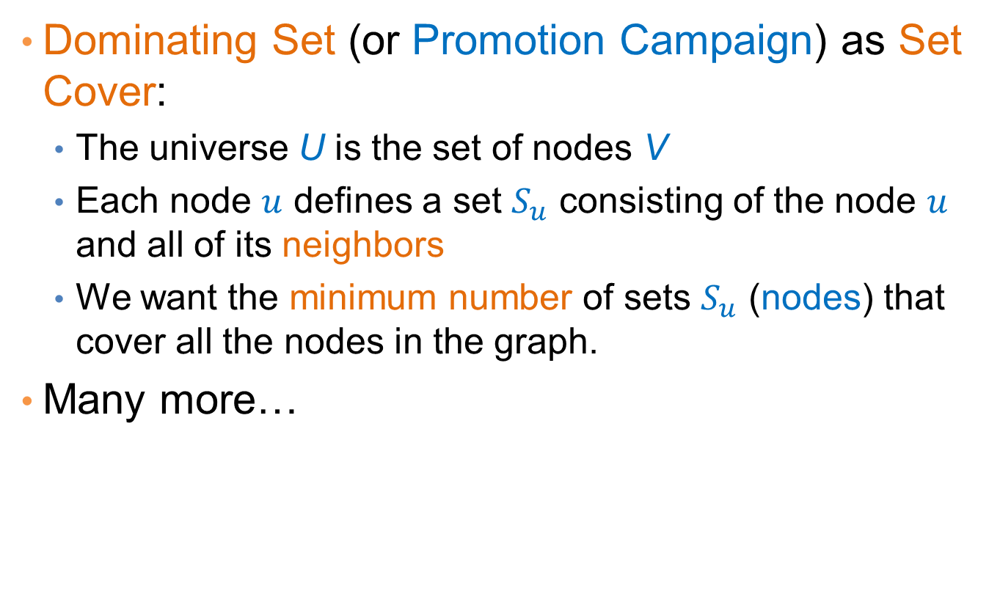 • Dominating Set (or Promotion Campaign) as Set
Cover:
• The universe U is the set of nodes V
• Each node u defines a set Sᵤ consisting of the node u
and all of its neighbors
• We want the minimum number of sets Sᵤ (nodes) that
cover all the nodes in the graph.
• Many more…